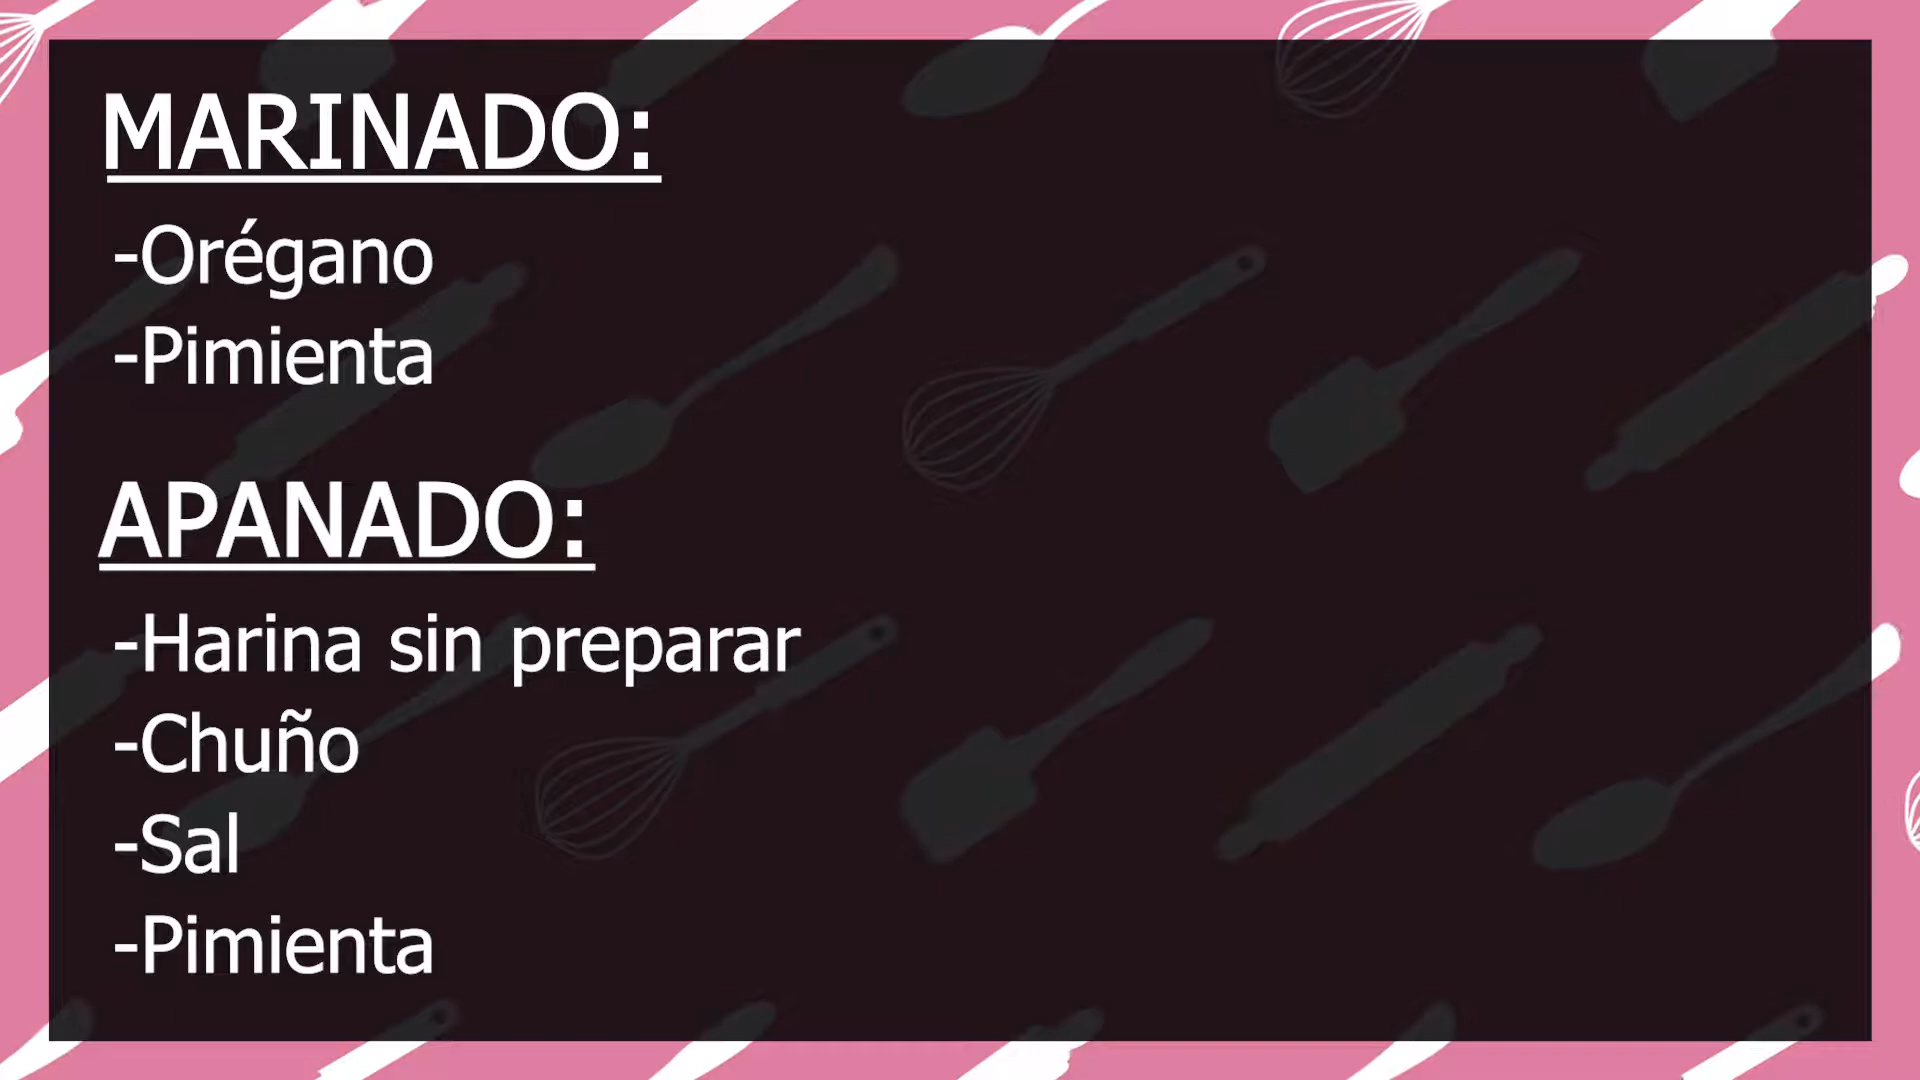 MARINADO:
-Orégano
-Pimienta
APANADO:
-Harina sin preparar
-Chuño
-Sal
-Pimienta